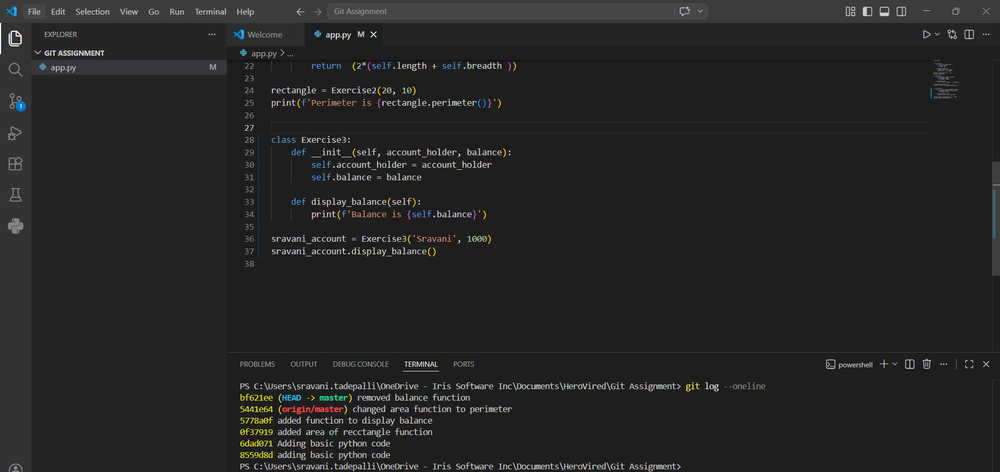 File Edit Selection View Go Run Terminal Help
Git Assignment
EXPLORER
Welcome
app.py M
GIT ASSIGNMENT
app.py > ...
app.py M
22 return (2*(self.length + self.breadth ))
23
24 rectangle = Exercise2(20, 10)
25 print(f'Perimeter is {rectangle.perimeter()}')
26
27
28 class Exercise3:
29 def __init__(self, account_holder, balance):
30 self.account_holder = account_holder
31 self.balance = balance
32
33 def display_balance(self):
34 print(f'Balance is {self.balance}')
35
36 sravani_account = Exercise3('Sravani', 1000)
37 sravani_account.display_balance()
38
1
PROBLEMS OUTPUT DEBUG CONSOLE TERMINAL PORTS
powershell
PS C:\Users\sravani.tadepalli\OneDrive - Iris Software Inc\Documents\HeroVired\Git Assignment> git log --oneline
bf621ee (HEAD -> master) removed balance function
5441e64 (origin/master) changed area function to perimeter
5778a0f added function to display balance
0f37919 added area of recctangle function
6dad071 Adding basic python code
8559d8d adding basic python code
PS C:\Users\sravani.tadepalli\OneDrive - Iris Software Inc\Documents\HeroVired\Git Assignment>